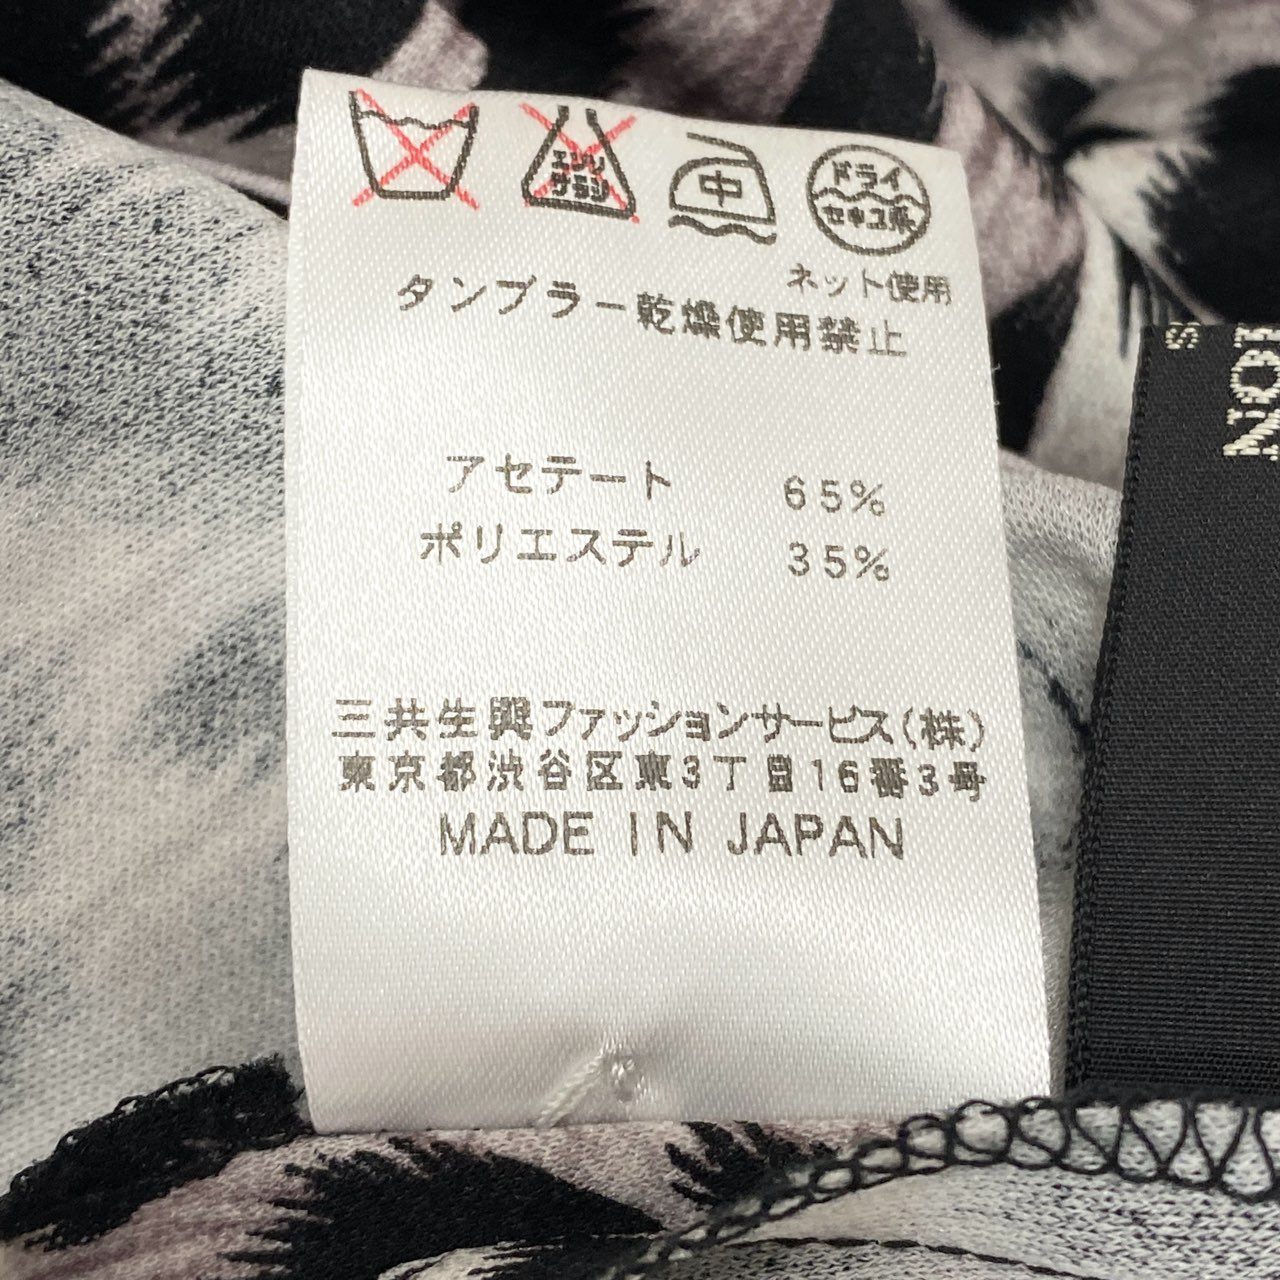 エンソ
サラシ
中
ドライ
セキユ系
ネット使用
タンブラー乾燥使用禁止
アセテート 65%
ポリエステル 35%
三共生興ファッションサービス(株)
東京都渋谷区東3丁目16番3号
MADE IN JAPAN